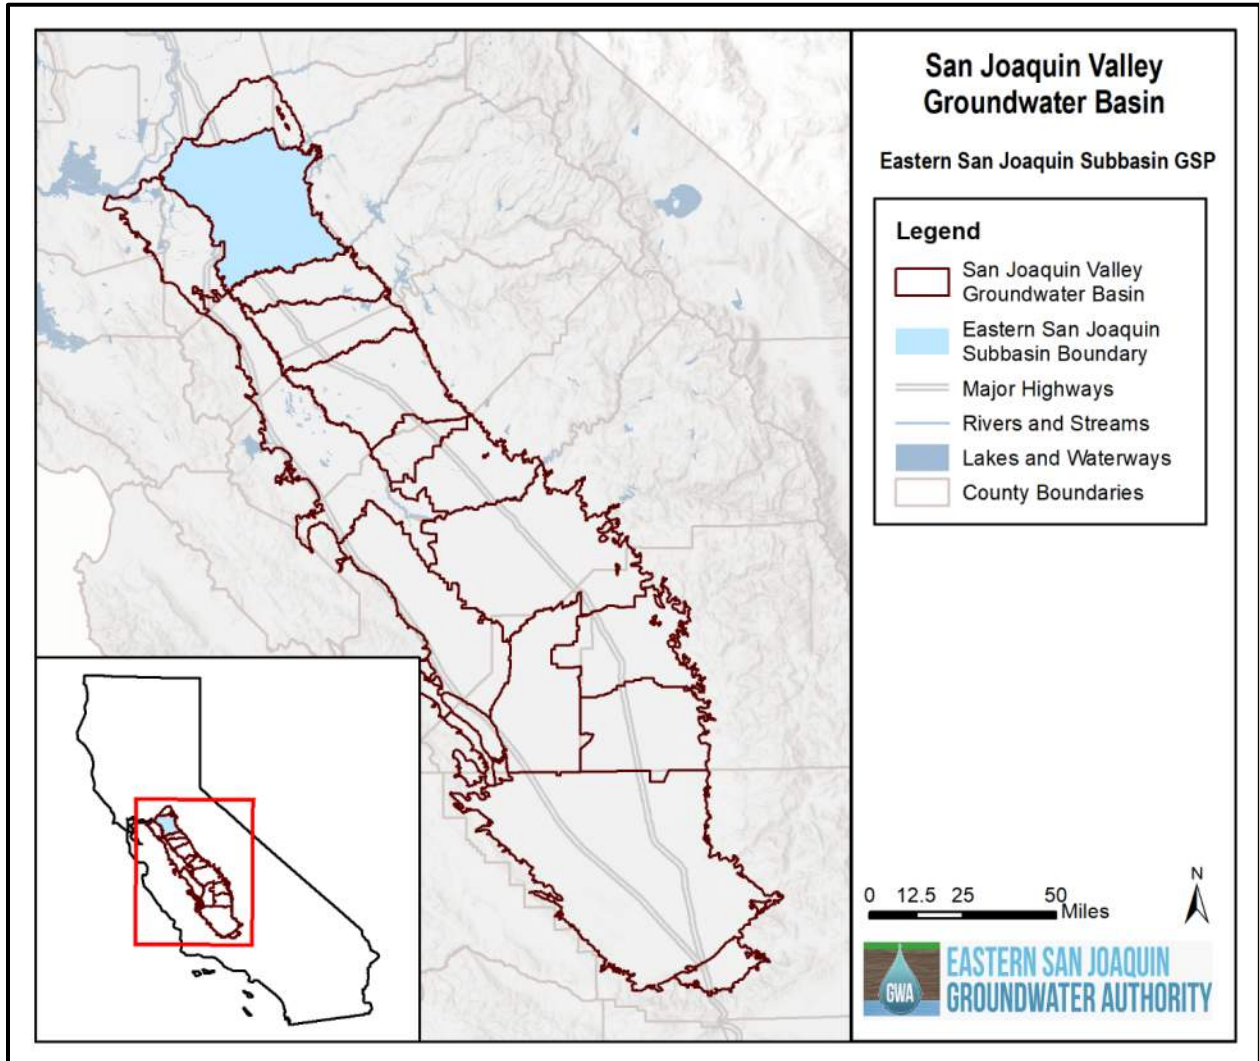 San Joaquin Valley
Groundwater Basin
Eastern San Joaquin Subbasin GSP
Legend
San Joaquin Valley
Groundwater Basin
Eastern San Joaquin
Subbasin Boundary
Major Highways
Rivers and Streams
Lakes and Waterways
County Boundaries
N
0 12.5 25 50
Miles
GWA
EASTERN SAN JOAQUIN
GROUNDWATER AUTHORITY